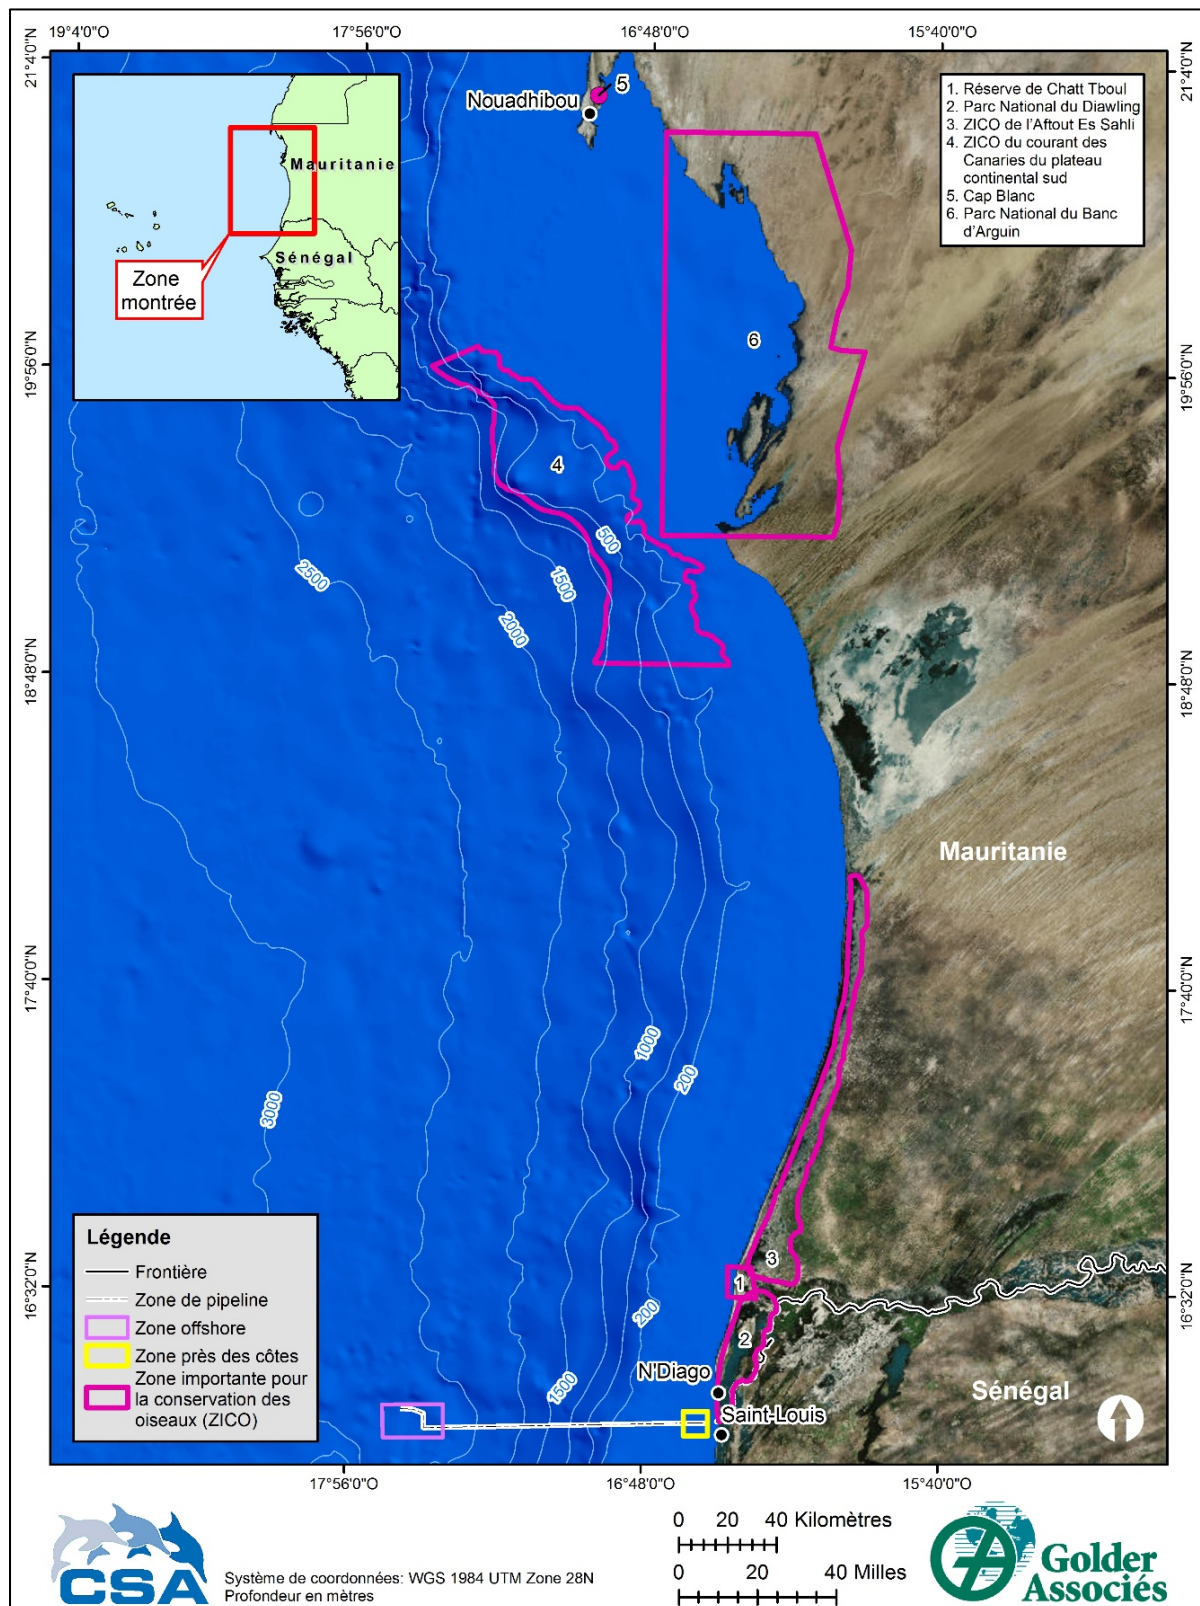 19°4'0"O
17°56'0"O
16°48'0"O
15°40'0"O
21°4'0"N
21°4'0"N
Nouadhibou
5
1. Réserve de Chatt Tboul
2. Parc National du Diawling
3. ZICO de l'Aftout Es Sahli
4. ZICO du courant des
Canaries du plateau
continental sud
5. Cap Blanc
6. Parc National du Banc
d'Arguin
Mauritanie
Sénégal
Zone
montrée
6
19°56'0"N
19°56'0"N
4
500
1500
2500
2000
18°48'0"N
18°48'0"N
Mauritanie
17°40'0"N
17°40'0"N
1000
200
3000
Légende
Frontière
Zone de pipeline
Zone offshore
Zone près des côtes
Zone importante pour
la conservation des
oiseaux (ZICO)
3
1
16°32'0"N
16°32'0"N
200
2
1500
N'Diago
Saint-Louis
Sénégal
17°56'0"O
16°48'0"O
15°40'0"O
CSA
Système de coordonnées: WGS 1984 UTM Zone 28N
Profondeur en mètres
0 20 40 Kilomètres
0 20 40 Milles
Golder
Associés